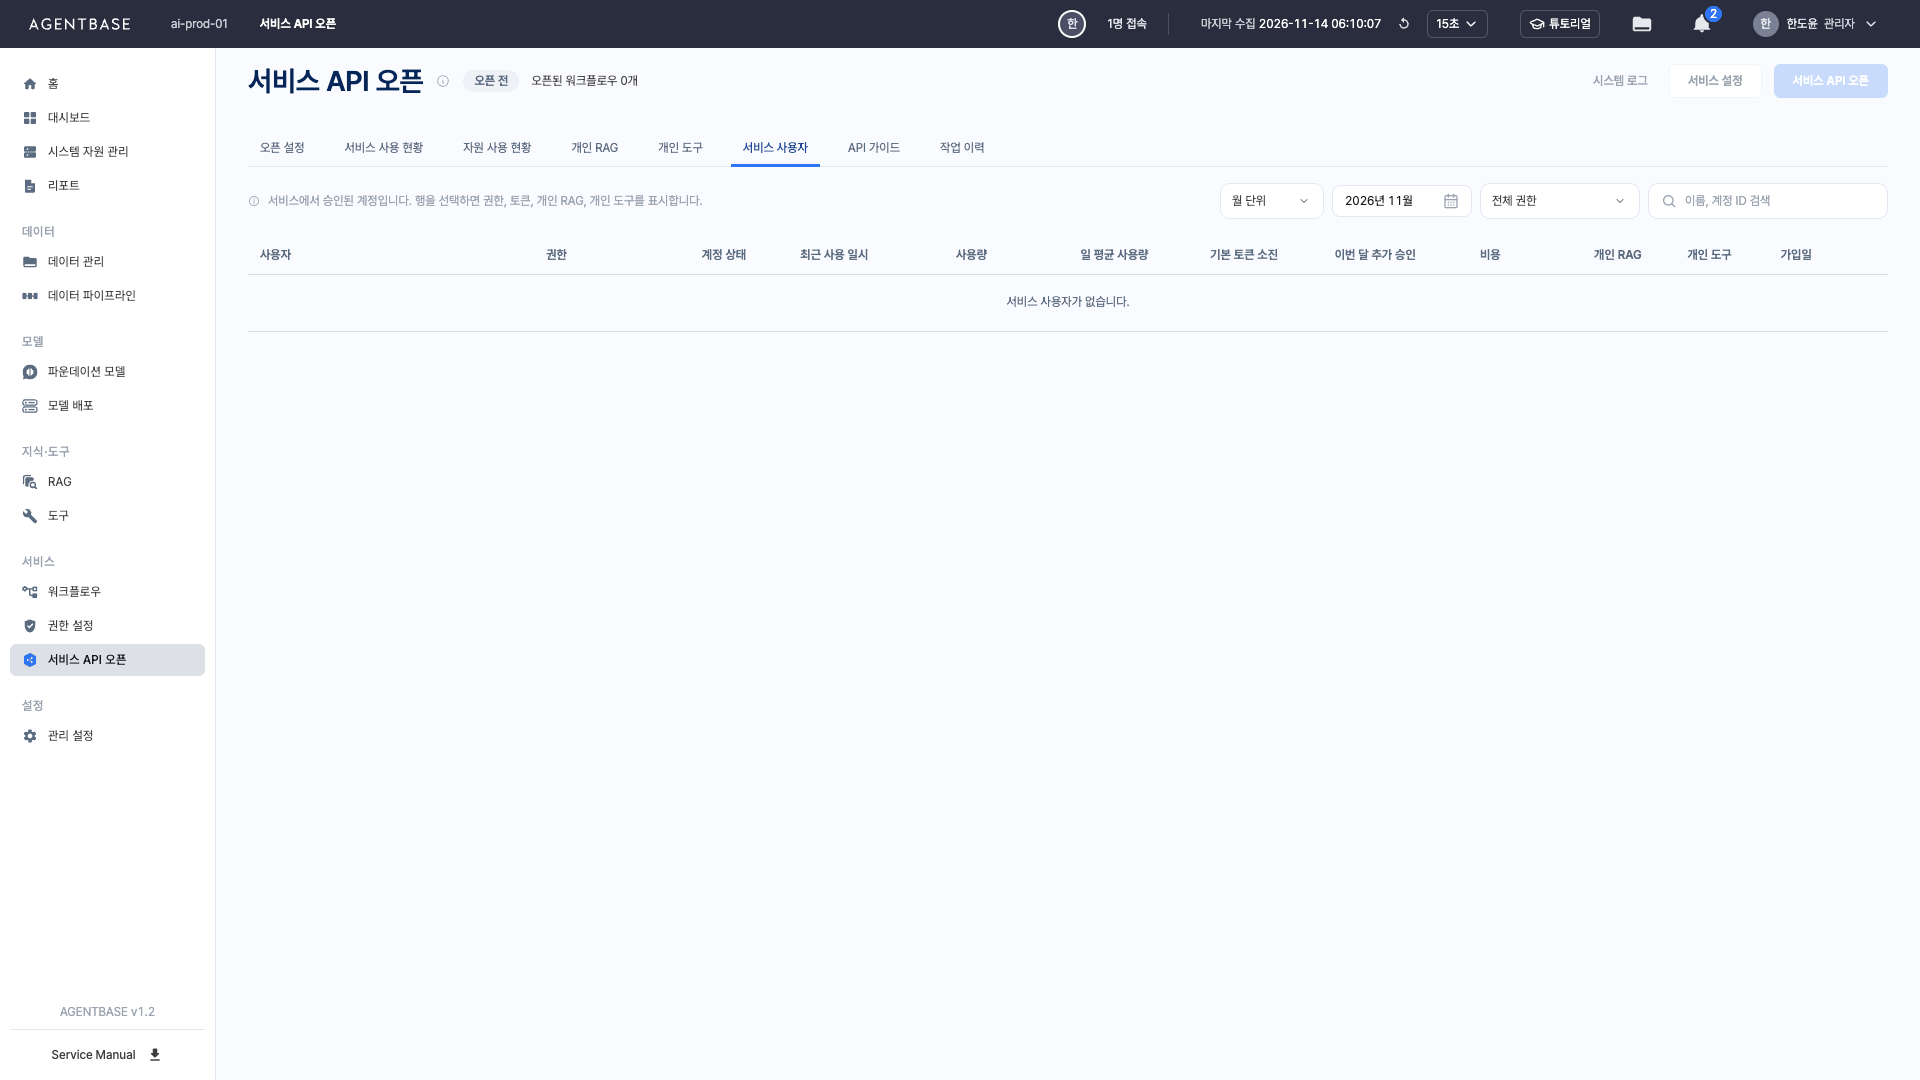 AGENTBASE ai-prod-01 서비스 API 오픈 한 1명 접속 마지막 수집 2026-11-14 06:10:07 15초 튜토리얼 2 한 한도윤 관리자
홈
대시보드
시스템 자원 관리
리포트
데이터
데이터 관리
데이터 파이프라인
모델
파운데이션 모델
모델 배포
지식·도구
RAG
도구
서비스
워크플로우
권한 설정
서비스 API 오픈
설정
관리 설정
AGENTBASE v1.2
Service Manual
서비스 API 오픈 오픈 전 오픈된 워크플로우 0개 시스템 로그 서비스 설정 서비스 API 오픈
오픈 설정 서비스 사용 현황 자원 사용 현황 개인 RAG 개인 도구 서비스 사용자 API 가이드 작업 이력
서비스에서 승인된 계정입니다. 행을 선택하면 권한, 토큰, 개인 RAG, 개인 도구를 표시합니다. 월 단위 2026년 11월 전체 권한 이름, 계정 ID 검색
사용자 권한 계정 상태 최근 사용 일시 사용량 일 평균 사용량 기본 토큰 소진 이번 달 추가 승인 비용 개인 RAG 개인 도구 가입일
서비스 사용자가 없습니다.